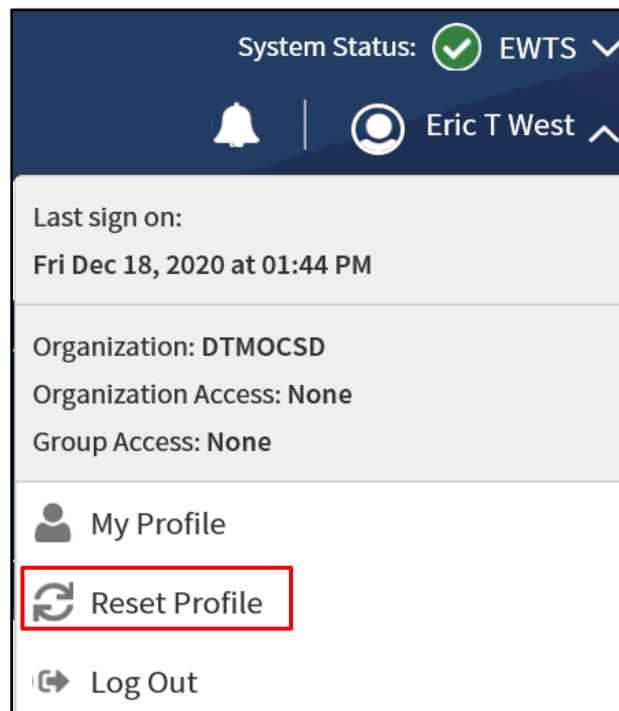 System Status: EWTS
Eric T West
Last sign on:
Fri Dec 18, 2020 at 01:44 PM
Organization: DTMOCSD
Organization Access: None
Group Access: None
My Profile
Reset Profile
Log Out